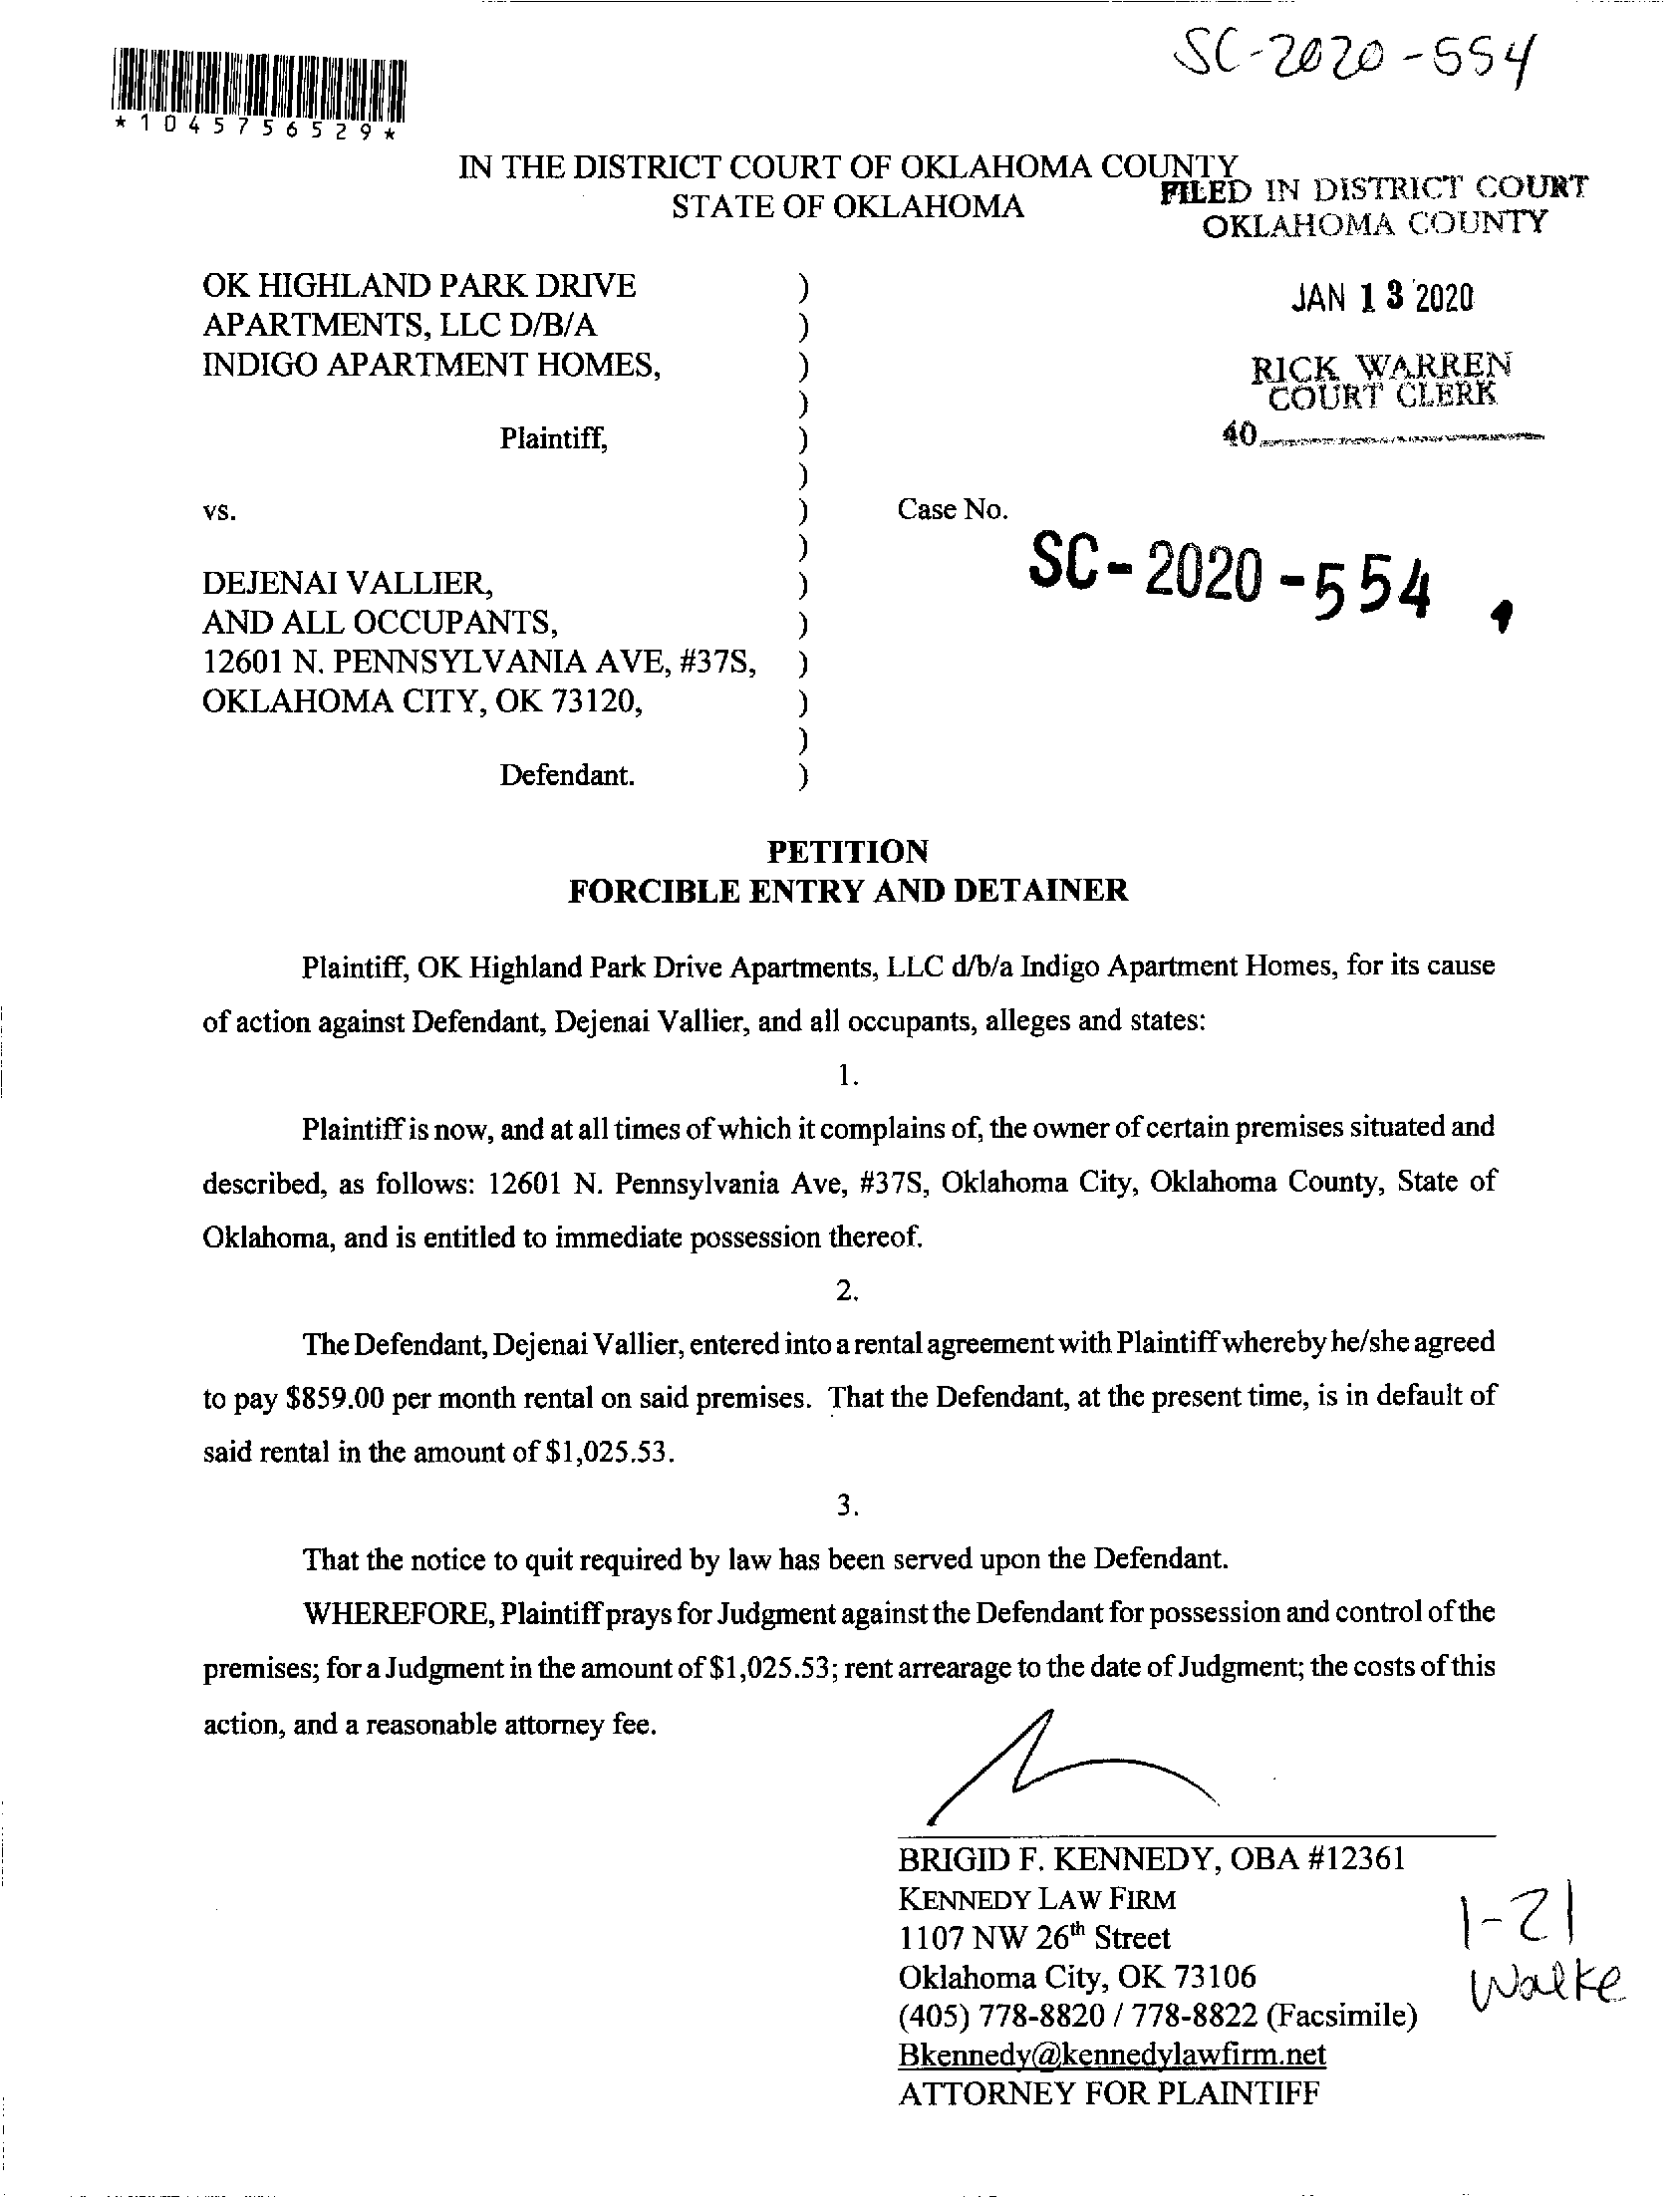 SC-2020-554
*1045756529*
IN THE DISTRICT COURT OF OKLAHOMA COUNTY
STATE OF OKLAHOMA
FILED IN DISTRICT COURT
OKLAHOMA COUNTY
JAN 13 2020
RICK WARREN
COURT CLERK
40
OK HIGHLAND PARK DRIVE )
APARTMENTS, LLC D/B/A )
INDIGO APARTMENT HOMES, )
)
Plaintiff, )
)
vs. ) Case No.
)
SC-2020-554
DEJENAI VALLIER, )
AND ALL OCCUPANTS, )
12601 N. PENNSYLVANIA AVE, #37S, )
OKLAHOMA CITY, OK 73120, )
)
Defendant. )
PETITION
FORCIBLE ENTRY AND DETAINER
Plaintiff, OK Highland Park Drive Apartments, LLC d/b/a Indigo Apartment Homes, for its cause
of action against Defendant, Dejenai Vallier, and all occupants, alleges and states:
1.
Plaintiff is now, and at all times of which it complains of, the owner of certain premises situated and
described, as follows: 12601 N. Pennsylvania Ave, #37S, Oklahoma City, Oklahoma County, State of
Oklahoma, and is entitled to immediate possession thereof.
2.
The Defendant, Dejenai Vallier, entered into a rental agreement with Plaintiff whereby he/she agreed
to pay $859.00 per month rental on said premises. That the Defendant, at the present time, is in default of
said rental in the amount of $1,025.53.
3.
That the notice to quit required by law has been served upon the Defendant.
WHEREFORE, Plaintiff prays for Judgment against the Defendant for possession and control of the
premises; for a Judgment in the amount of $1,025.53; rent arrearage to the date of Judgment; the costs of this
action, and a reasonable attorney fee.
BRIGID F. KENNEDY, OBA #12361
KENNEDY LAW FIRM
1107 NW 26th Street
Oklahoma City, OK 73106
(405) 778-8820 / 778-8822 (Facsimile)
Bkennedy@kennedylawfirm.net
ATTORNEY FOR PLAINTIFF
1-21
Walke